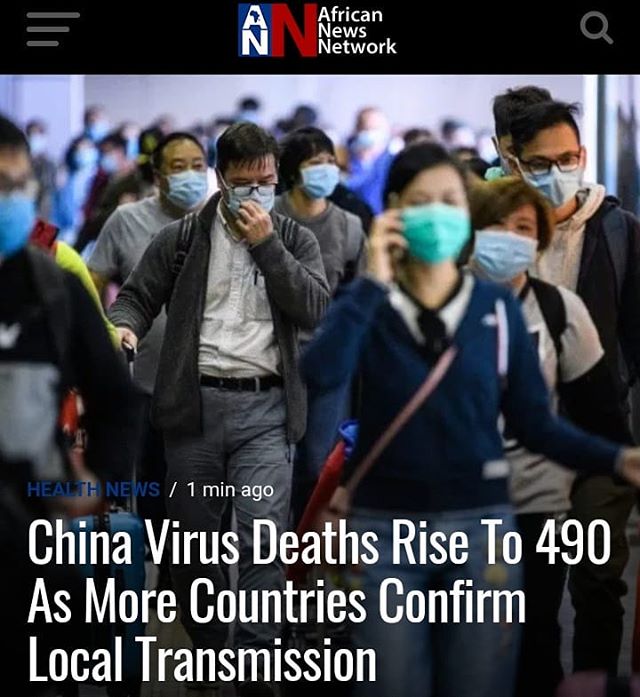 AN
N
African
News
Network
HEALTH NEWS / 1 min ago
China Virus Deaths Rise To 490
As More Countries Confirm
Local Transmission